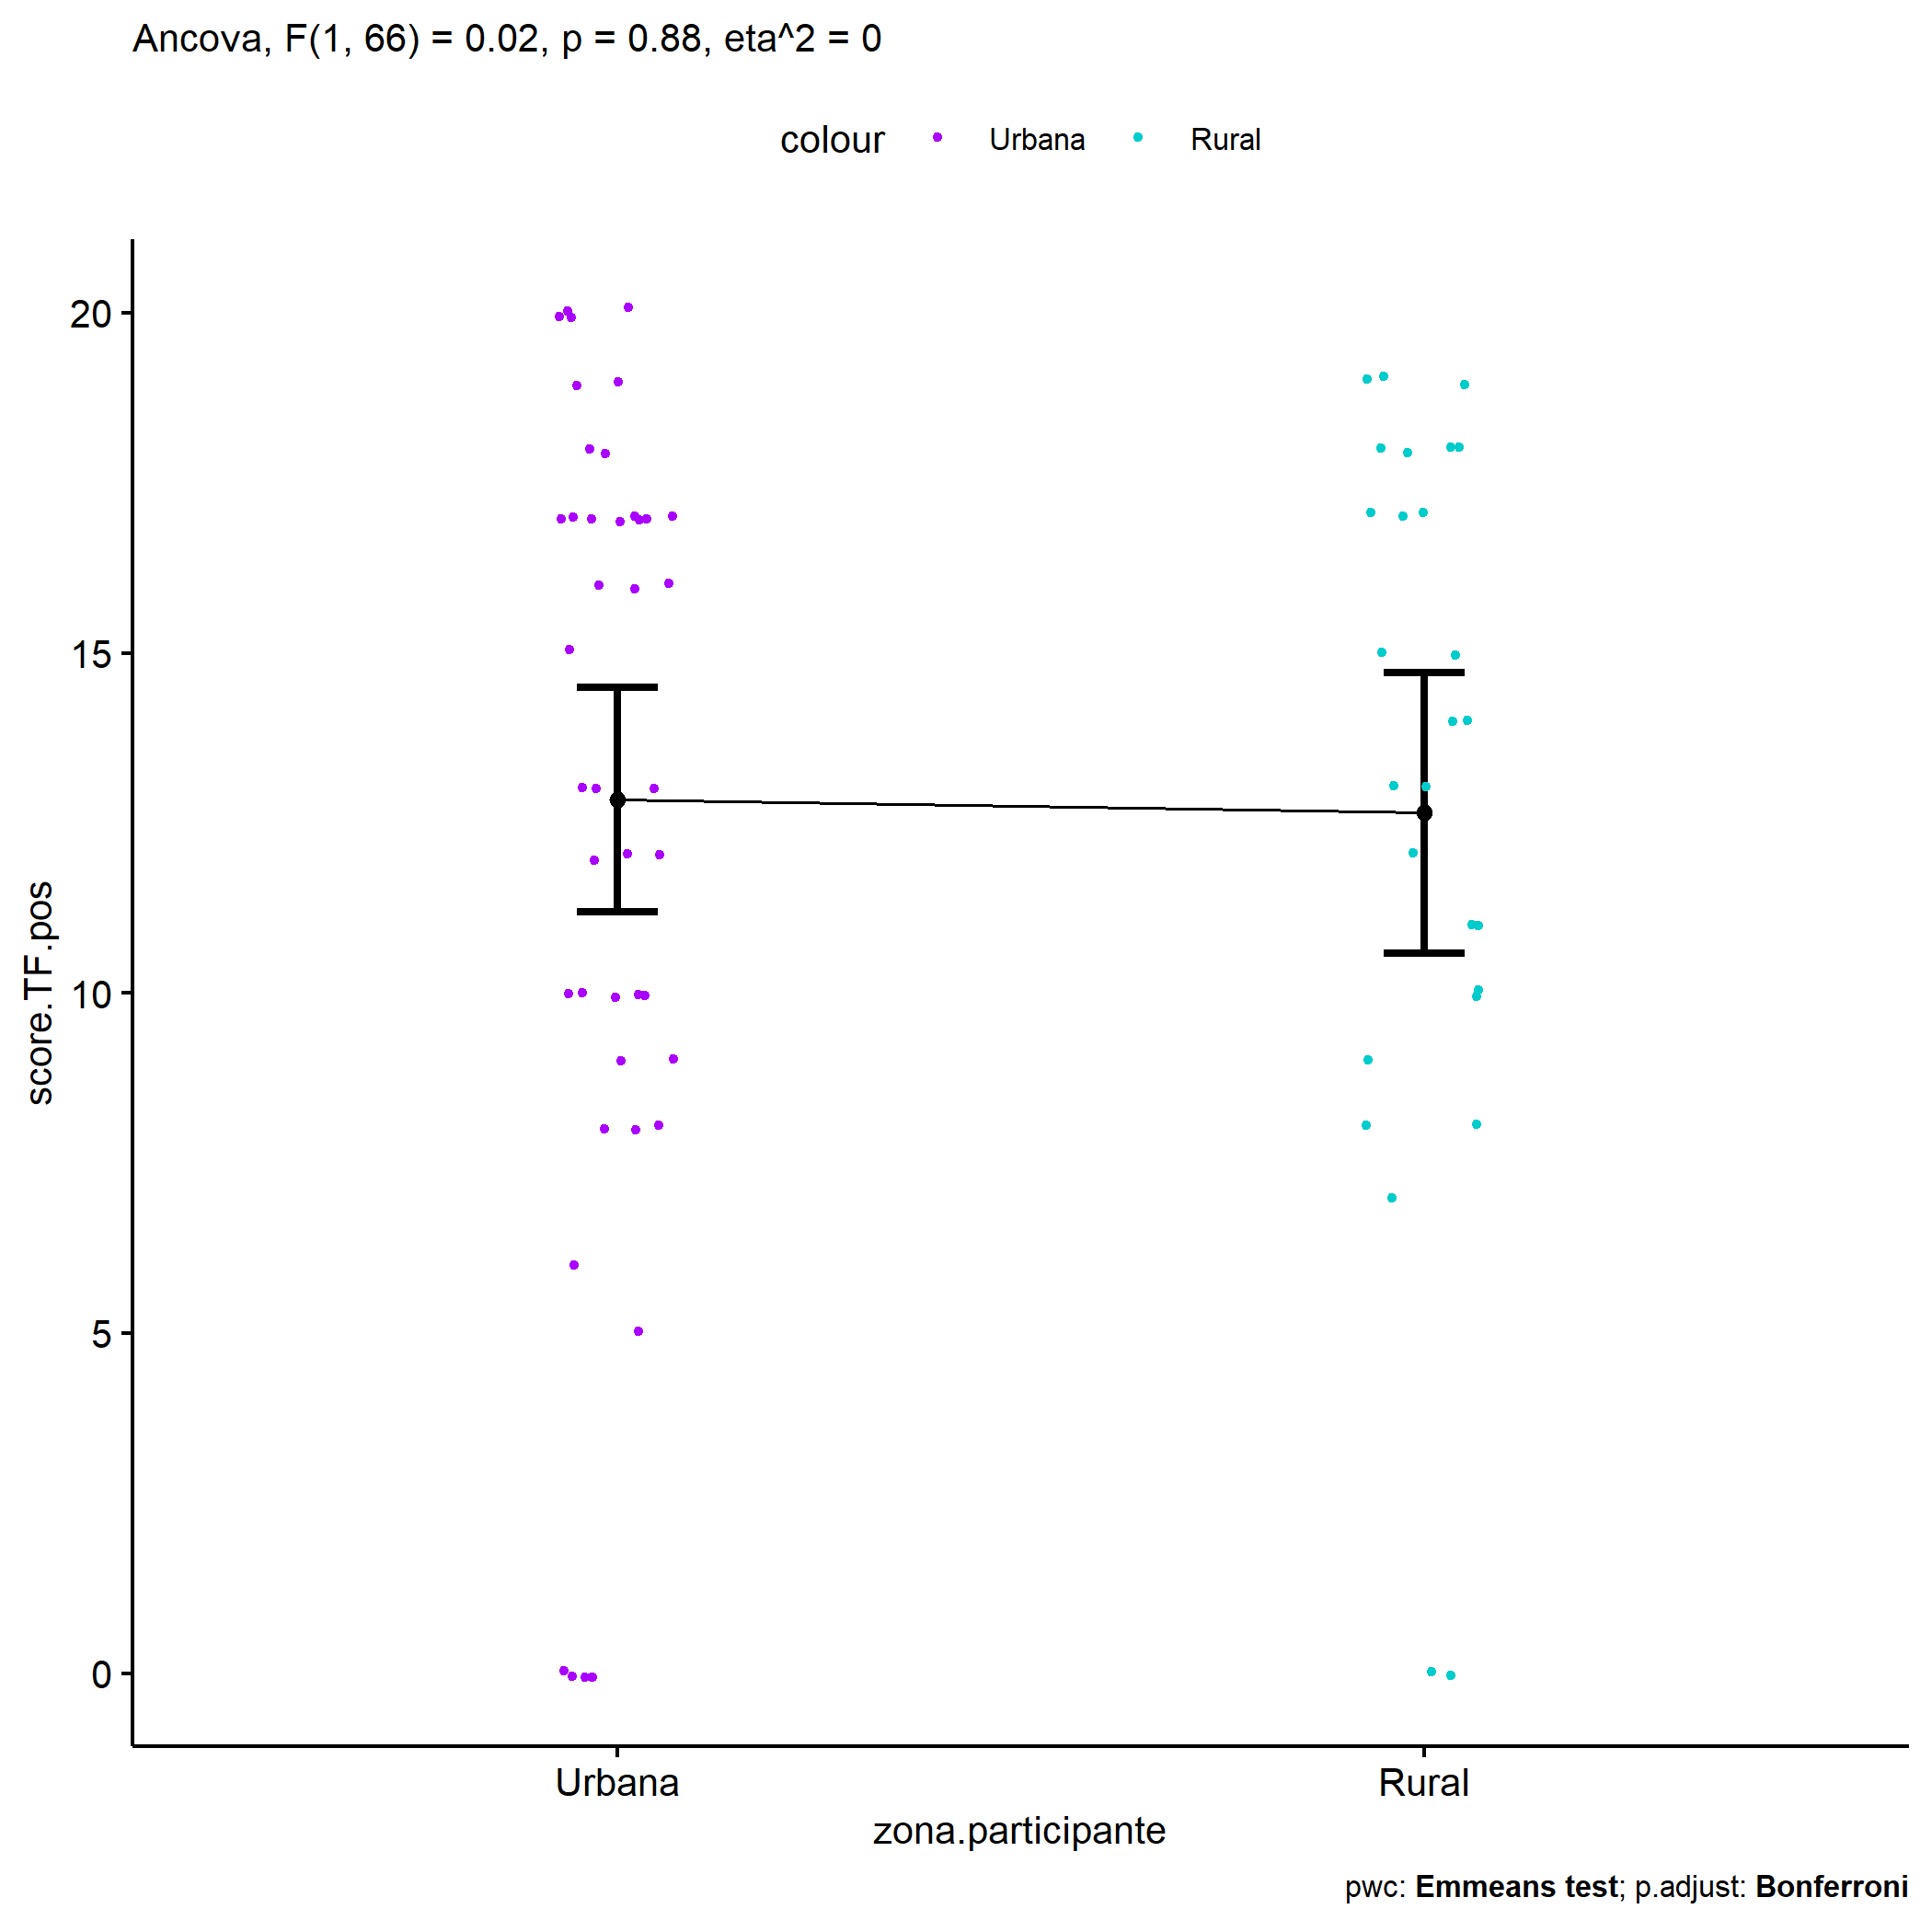 Ancova, F(1, 66) = 0.02, p = 0.88, eta^2 = 0
colour Urbana Rural
20
15
10
5
0
score.TF.pos
Urbana Rural
zona.participante
pwc: Emmeans test; p.adjust: Bonferroni